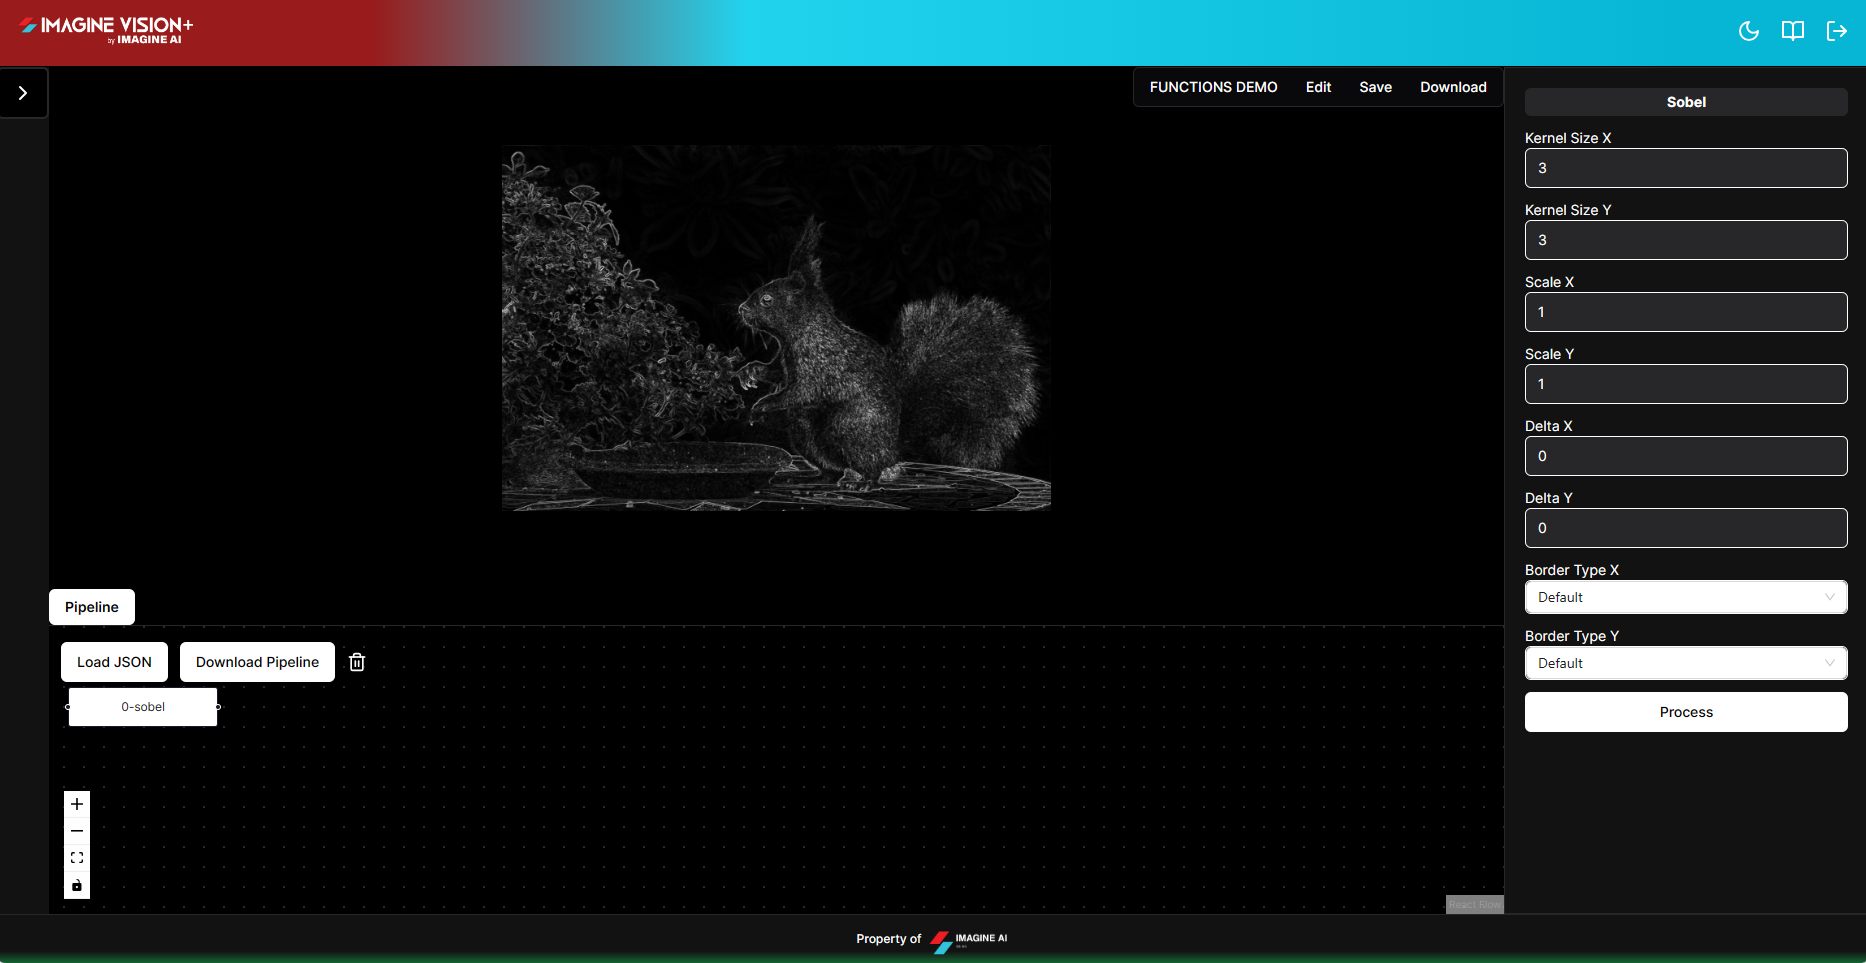 IMAGINE VISION+
by IMAGINE AI
FUNCTIONS DEMO Edit Save Download
Sobel
Kernel Size X
3
Kernel Size Y
3
Scale X
1
Scale Y
1
Delta X
0
Delta Y
0
Border Type X
Default
Border Type Y
Default
Process
Pipeline
Load JSON Download Pipeline
0-sobel
React Flow
Property of IMAGINE AI